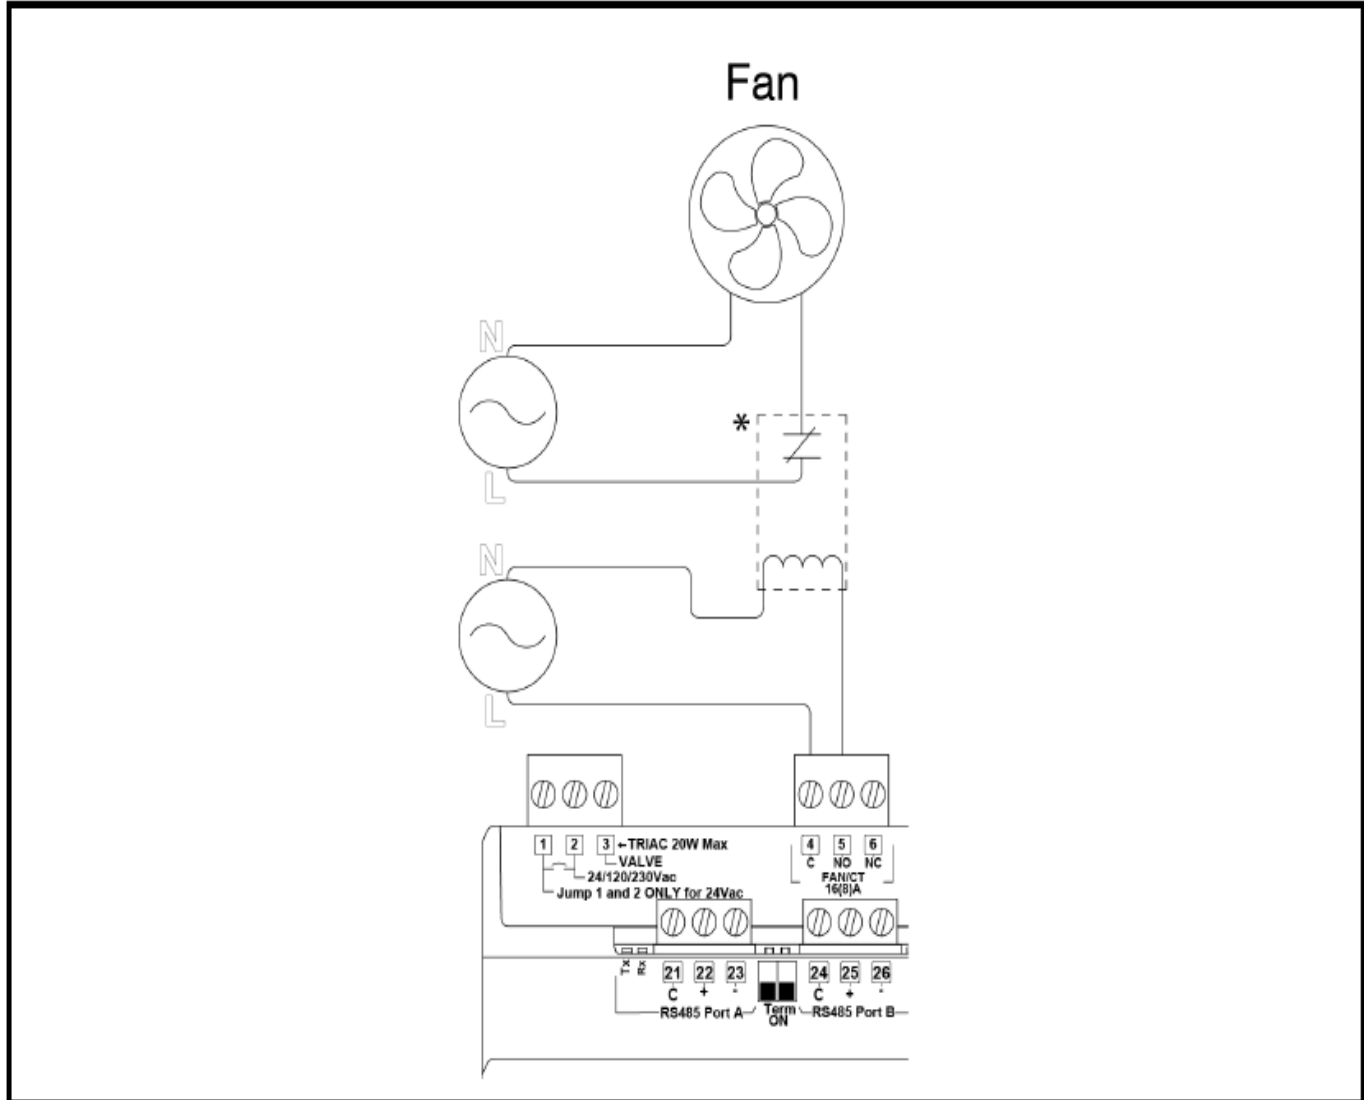 Fan
N
*
L
N
L
1 2 3 ←TRIAC 20W Max
VALVE
24/120/230Vac
Jump 1 and 2 ONLY for 24Vac
4 5 6
C NO NC
FAN/CT
16(8)A
Tx Rx
21 22 23
C + -
RS485 Port A
Term
ON
24 25 26
C + -
RS485 Port B